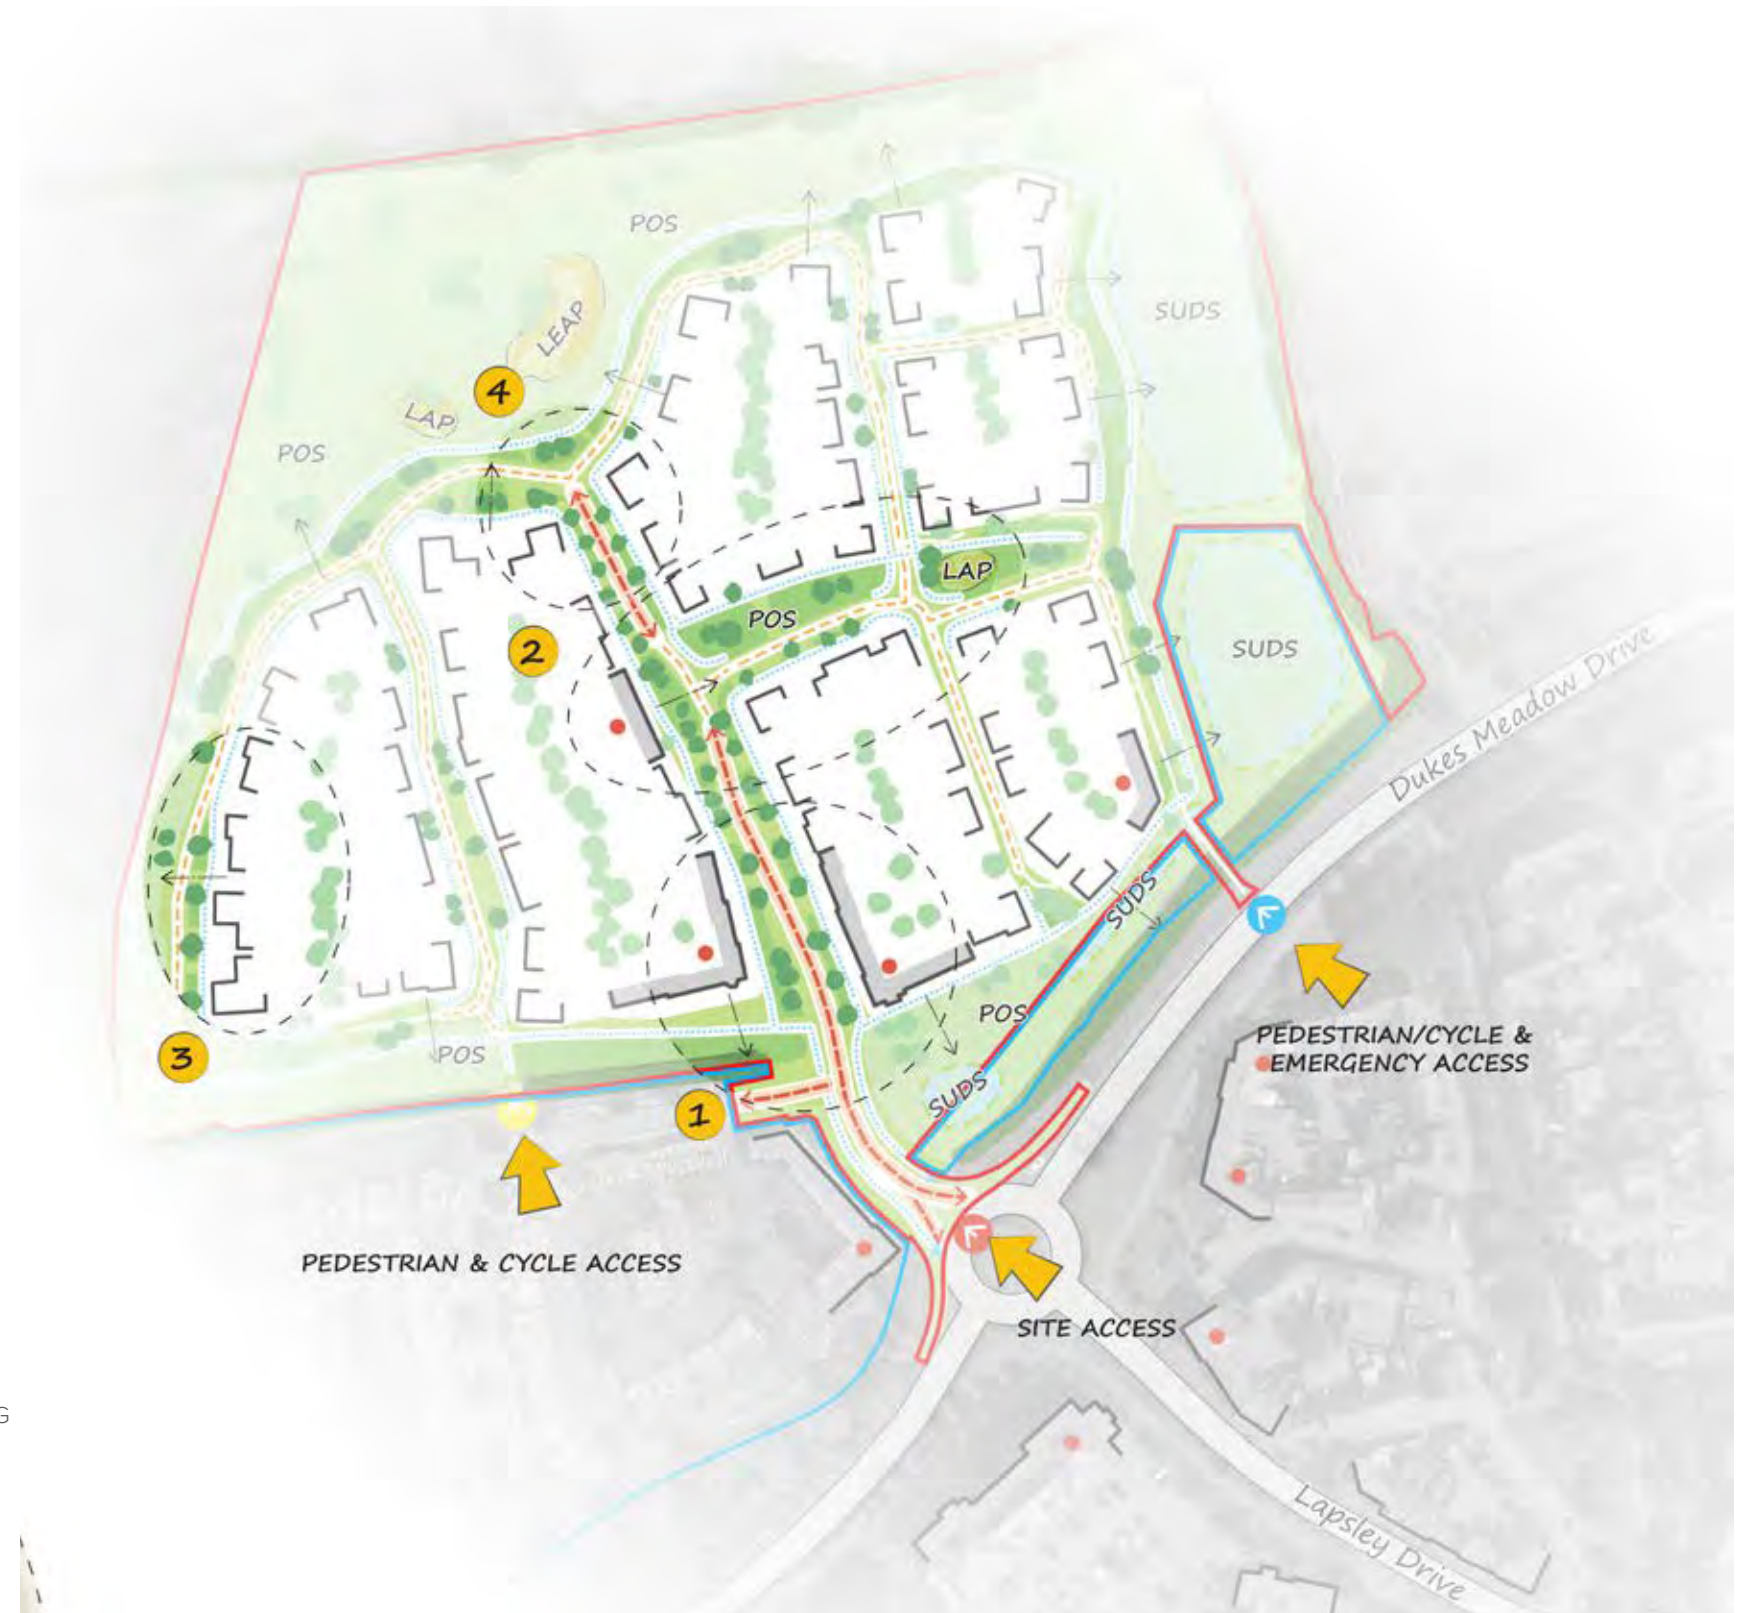 POS
SUDS
LEAP
4
LAP
POS
LAP
POS
2
SUDS
Dukes Meadow Drive
SUDS
POS
PEDESTRIAN/CYCLE &
EMERGENCY ACCESS
3
POS
SUDS
1
PEDESTRIAN & CYCLE ACCESS
SITE ACCESS
G
Lapsley Drive